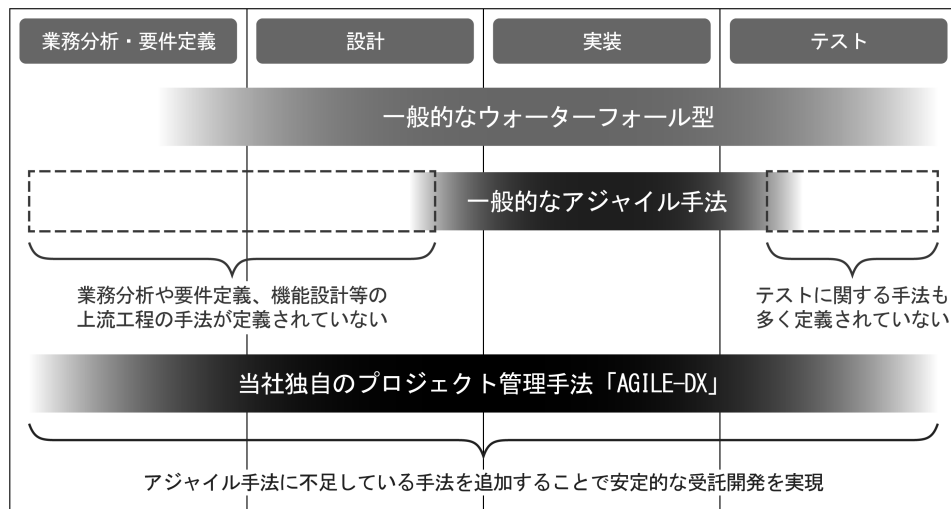 業務分析・要件定義
設計
実装
テスト
一般的なウォーターフォール型
一般的なアジャイル手法
業務分析や要件定義、機能設計等の
上流工程の手法が定義されていない
テストに関する手法も
多く定義されていない
当社独自のプロジェクト管理手法「AGILE-DX」
アジャイル手法に不足している手法を追加することで安定的な受託開発を実現